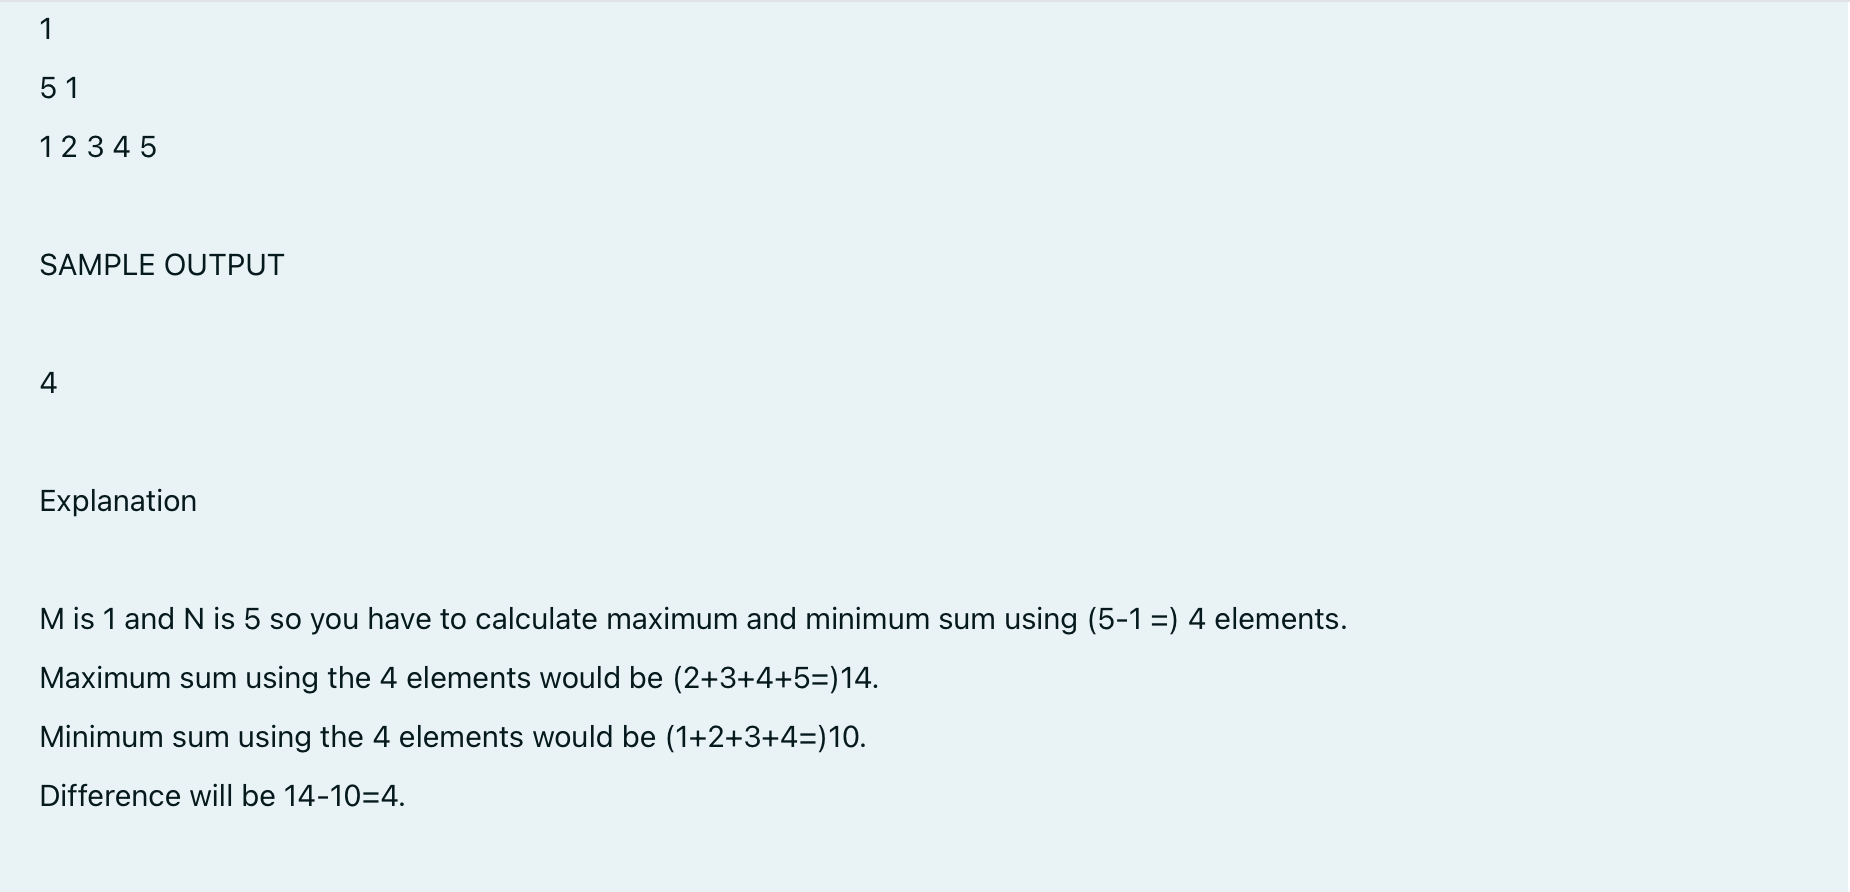 1
5 1
1 2 3 4 5
SAMPLE OUTPUT
4
Explanation
M is 1 and N is 5 so you have to calculate maximum and minimum sum using (5-1 =) 4 elements.
Maximum sum using the 4 elements would be (2+3+4+5=)14.
Minimum sum using the 4 elements would be (1+2+3+4=)10.
Difference will be 14-10=4.